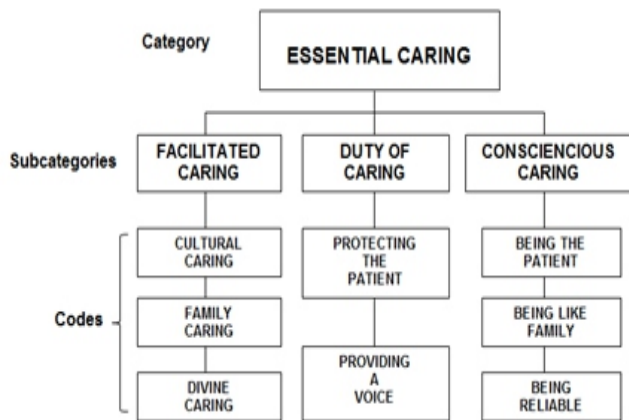 Category
ESSENTIAL CARING
Subcategories
FACILITATED
CARING
DUTY OF
CARING
CONSCIENCIOUS
CARING
Codes
CULTURAL
CARING
FAMILY
CARING
DIVINE
CARING
PROTECTING
THE
PATIENT
PROVIDING
A
VOICE
BEING THE
PATIENT
BEING LIKE
FAMILY
BEING
RELIABLE